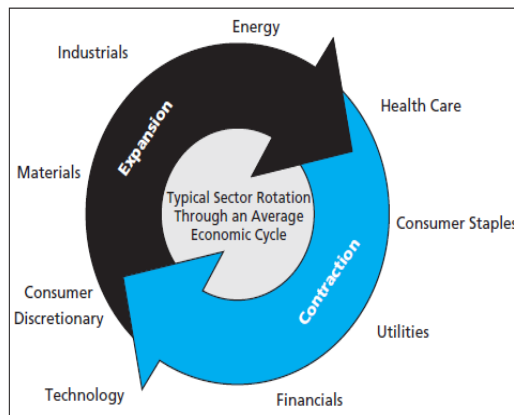 Energy
Industrials
Health Care
Expansion
Materials
Typical Sector Rotation
Through an Average
Economic Cycle
Consumer Staples
Contraction
Consumer
Discretionary
Utilities
Technology
Financials